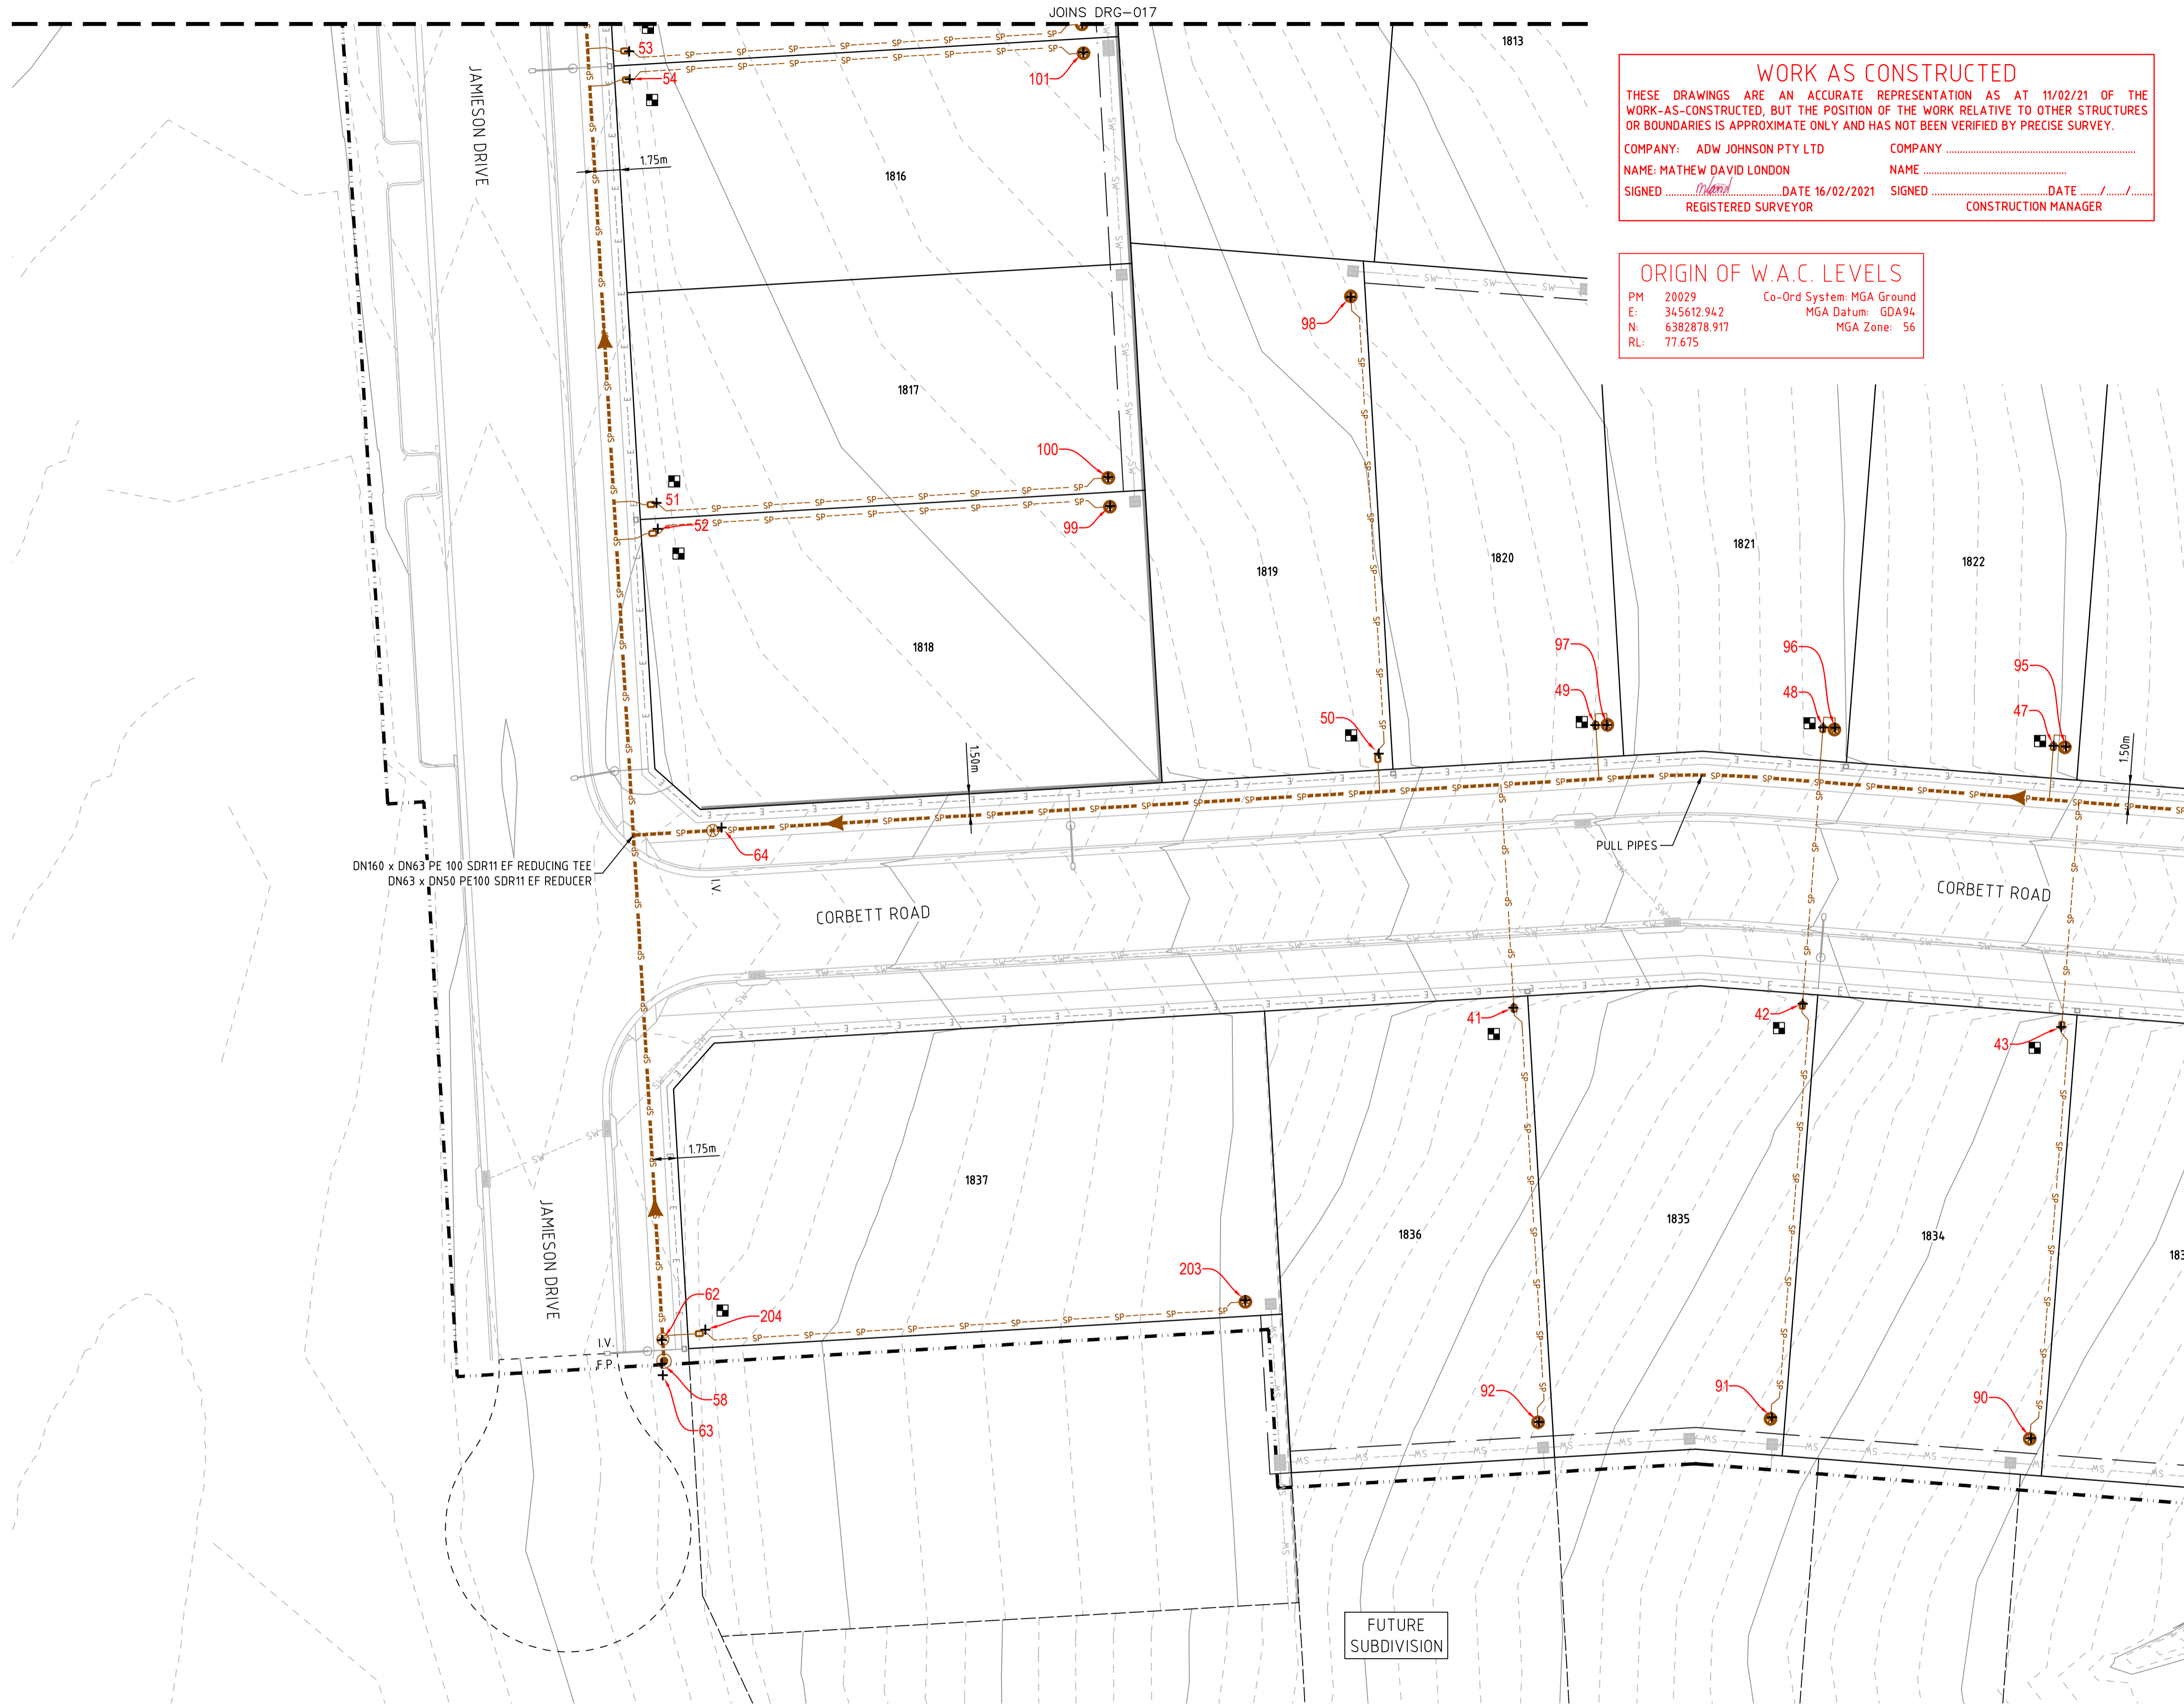 JOINS DRG-017
WORK AS CONSTRUCTED
THESE DRAWINGS ARE AN ACCURATE REPRESENTATION AS AT 11/02/21 OF THE
WORK-AS-CONSTRUCTED, BUT THE POSITION OF THE WORK RELATIVE TO OTHER STRUCTURES
OR BOUNDARIES IS APPROXIMATE ONLY AND HAS NOT BEEN VERIFIED BY PRECISE SURVEY.
COMPANY: ADW JOHNSON PTY LTD COMPANY
NAME: MATHEW DAVID LONDON NAME
SIGNED DATE 16/02/2021 SIGNED DATE / /
REGISTERED SURVEYOR CONSTRUCTION MANAGER
ORIGIN OF W.A.C. LEVELS
PM 20029 Co-Ord System: MGA Ground
E: 345612.942 MGA Datum: GDA94
N: 6382878.917 MGA Zone: 56
RL: 77.675
JAMIESON DRIVE
53
54
101
1813
1.75m
1816
98
1817
100
51
52
99
1819
1820
1821
1822
1818
97
96
95
49
48
47
50
1.50m
1.50m
64
DN160 x DN63 PE 100 SDR11 EF REDUCING TEE
DN63 x DN50 PE100 SDR11 EF REDUCER
I.V.
PULL PIPES
CORBETT ROAD
CORBETT ROAD
41
42
43
1.75m
1837
1836
1835
1834
JAMIESON DRIVE
203
62
204
I.V.
F.P.
58
63
92
91
90
FUTURE
SUBDIVISION